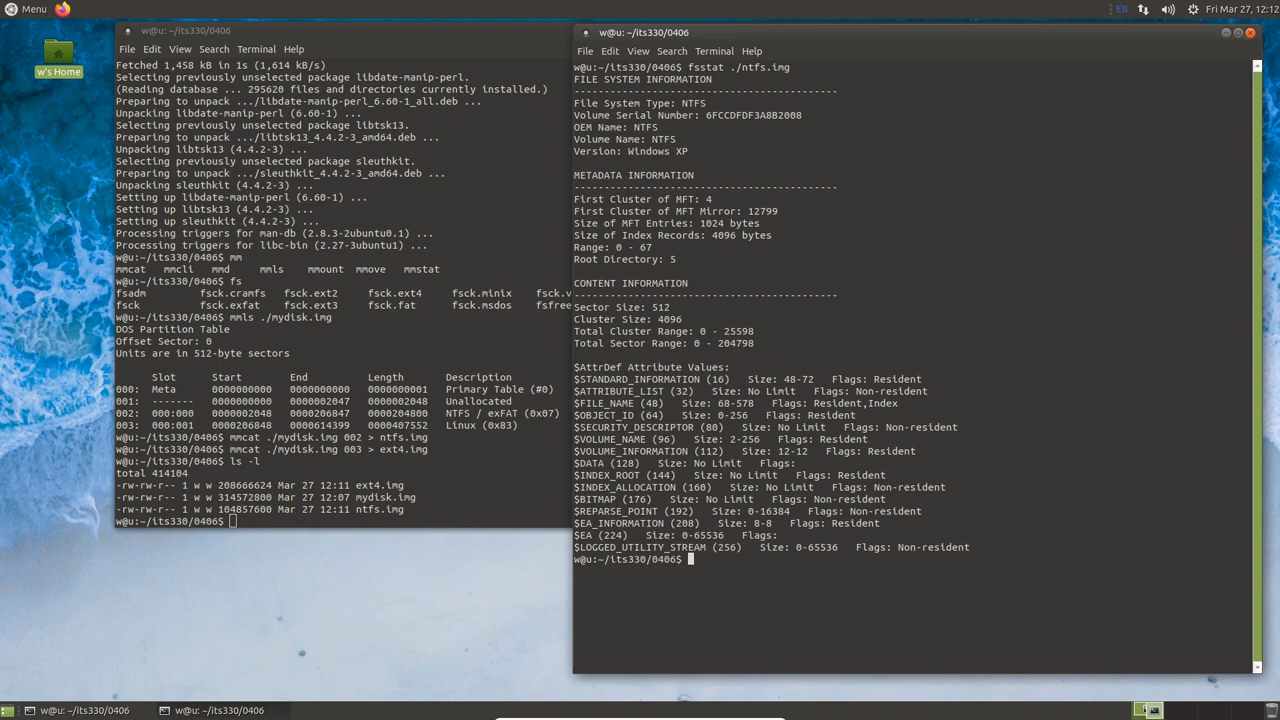 Menu
EN
Fri Mar 27, 12:12
w's Home
w@u: ~/its330/0406
File Edit View Search Terminal Help
Fetched 1,458 kB in 1s (1,614 kB/s)
Selecting previously unselected package libdate-manip-perl.
(Reading database ... 295620 files and directories currently installed.)
Preparing to unpack .../libdate-manip-perl_6.60-1_all.deb ...
Unpacking libdate-manip-perl (6.60-1) ...
Selecting previously unselected package libtsk13.
Preparing to unpack .../libtsk13_4.4.2-3_amd64.deb ...
Unpacking libtsk13 (4.4.2-3) ...
Selecting previously unselected package sleuthkit.
Preparing to unpack .../sleuthkit_4.4.2-3_amd64.deb ...
Unpacking sleuthkit (4.4.2-3) ...
Setting up libdate-manip-perl (6.60-1) ...
Setting up libtsk13 (4.4.2-3) ...
Setting up sleuthkit (4.4.2-3) ...
Processing triggers for man-db (2.8.3-2ubuntu0.1) ...
Processing triggers for libc-bin (2.27-3ubuntu1) ...
w@u:~/its330/0406$ mm
mmcat mmcli mmd mmls mmount mmove mmstat
w@u:~/its330/0406$ fs
fsadm fsck.cramfs fsck.ext2 fsck.ext4 fsck.minix fsck.v
fsck fsck.exfat fsck.ext3 fsck.fat fsck.msdos fsfree
w@u:~/its330/0406$ mmls ./mydisk.img
DOS Partition Table
Offset Sector: 0
Units are in 512-byte sectors
Slot Start End Length Description
000: Meta 0000000000 0000000000 0000000001 Primary Table (#0)
001: ------- 0000000000 0000002047 0000002048 Unallocated
002: 000:000 0000002048 0000206847 0000204800 NTFS / exFAT (0x07)
003: 000:001 0000206848 0000614399 0000407552 Linux (0x83)
w@u:~/its330/0406$ mmcat ./mydisk.img 002 > ntfs.img
w@u:~/its330/0406$ mmcat ./mydisk.img 003 > ext4.img
w@u:~/its330/0406$ ls -l
total 414104
-rw-rw-r-- 1 w w 208666624 Mar 27 12:11 ext4.img
-rw-rw-r-- 1 w w 314572800 Mar 27 12:07 mydisk.img
-rw-rw-r-- 1 w w 104857600 Mar 27 12:11 ntfs.img
w@u:~/its330/0406$
w@u: ~/its330/0406
File Edit View Search Terminal Help
w@u:~/its330/0406$ fsstat ./ntfs.img
FILE SYSTEM INFORMATION
--------------------------------------------
File System Type: NTFS
Volume Serial Number: 6FCCDFDF3A8B2008
OEM Name: NTFS
Volume Name: NTFS
Version: Windows XP
METADATA INFORMATION
--------------------------------------------
First Cluster of MFT: 4
First Cluster of MFT Mirror: 12799
Size of MFT Entries: 1024 bytes
Size of Index Records: 4096 bytes
Range: 0 - 67
Root Directory: 5
CONTENT INFORMATION
--------------------------------------------
Sector Size: 512
Cluster Size: 4096
Total Cluster Range: 0 - 25598
Total Sector Range: 0 - 204798
$AttrDef Attribute Values:
$STANDARD_INFORMATION (16) Size: 48-72 Flags: Resident
$ATTRIBUTE_LIST (32) Size: No Limit Flags: Non-resident
$FILE_NAME (48) Size: 68-578 Flags: Resident,Index
$OBJECT_ID (64) Size: 0-256 Flags: Resident
$SECURITY_DESCRIPTOR (80) Size: No Limit Flags: Non-resident
$VOLUME_NAME (96) Size: 2-256 Flags: Resident
$VOLUME_INFORMATION (112) Size: 12-12 Flags: Resident
$DATA (128) Size: No Limit Flags:
$INDEX_ROOT (144) Size: No Limit Flags: Resident
$INDEX_ALLOCATION (160) Size: No Limit Flags: Non-resident
$BITMAP (176) Size: No Limit Flags: Non-resident
$REPARSE_POINT (192) Size: 0-16384 Flags: Non-resident
$EA_INFORMATION (208) Size: 8-8 Flags: Resident
$EA (224) Size: 0-65536 Flags:
$LOGGED_UTILITY_STREAM (256) Size: 0-65536 Flags: Non-resident
w@u:~/its330/0406$
w@u: ~/its330/0406
w@u: ~/its330/0406